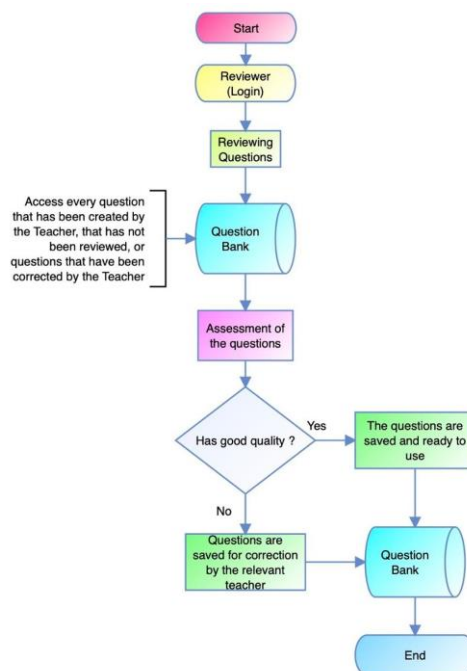 Start
Reviewer
(Login)
Reviewing
Questions
Access every question
that has been created by
the Teacher, that has not
been reviewed, or
questions that have been
corrected by the Teacher
Question
Bank
Assessment of
the questions
Has good quality ?
Yes
The questions are
saved and ready to
use
No
Questions are
saved for correction
by the relevant
teacher
Question
Bank
End